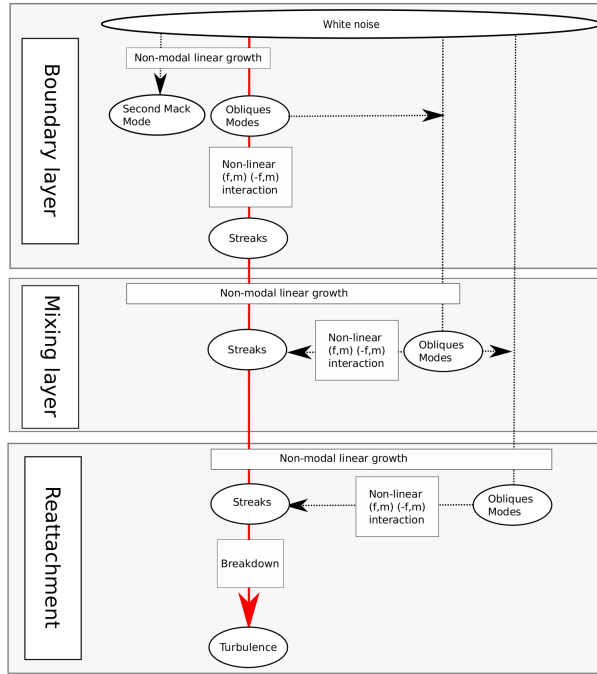 White noise
Boundary layer
Non-modal linear growth
Second Mack
Mode
Obliques
Modes
Non-linear
(f,m) (-f,m)
interaction
Streaks
Mixing layer
Non-modal linear growth
Streaks
Non-linear
(f,m) (-f,m)
interaction
Obliques
Modes
Reattachment
Non-modal linear growth
Streaks
Non-linear
(f,m) (-f,m)
interaction
Obliques
Modes
Breakdown
Turbulence